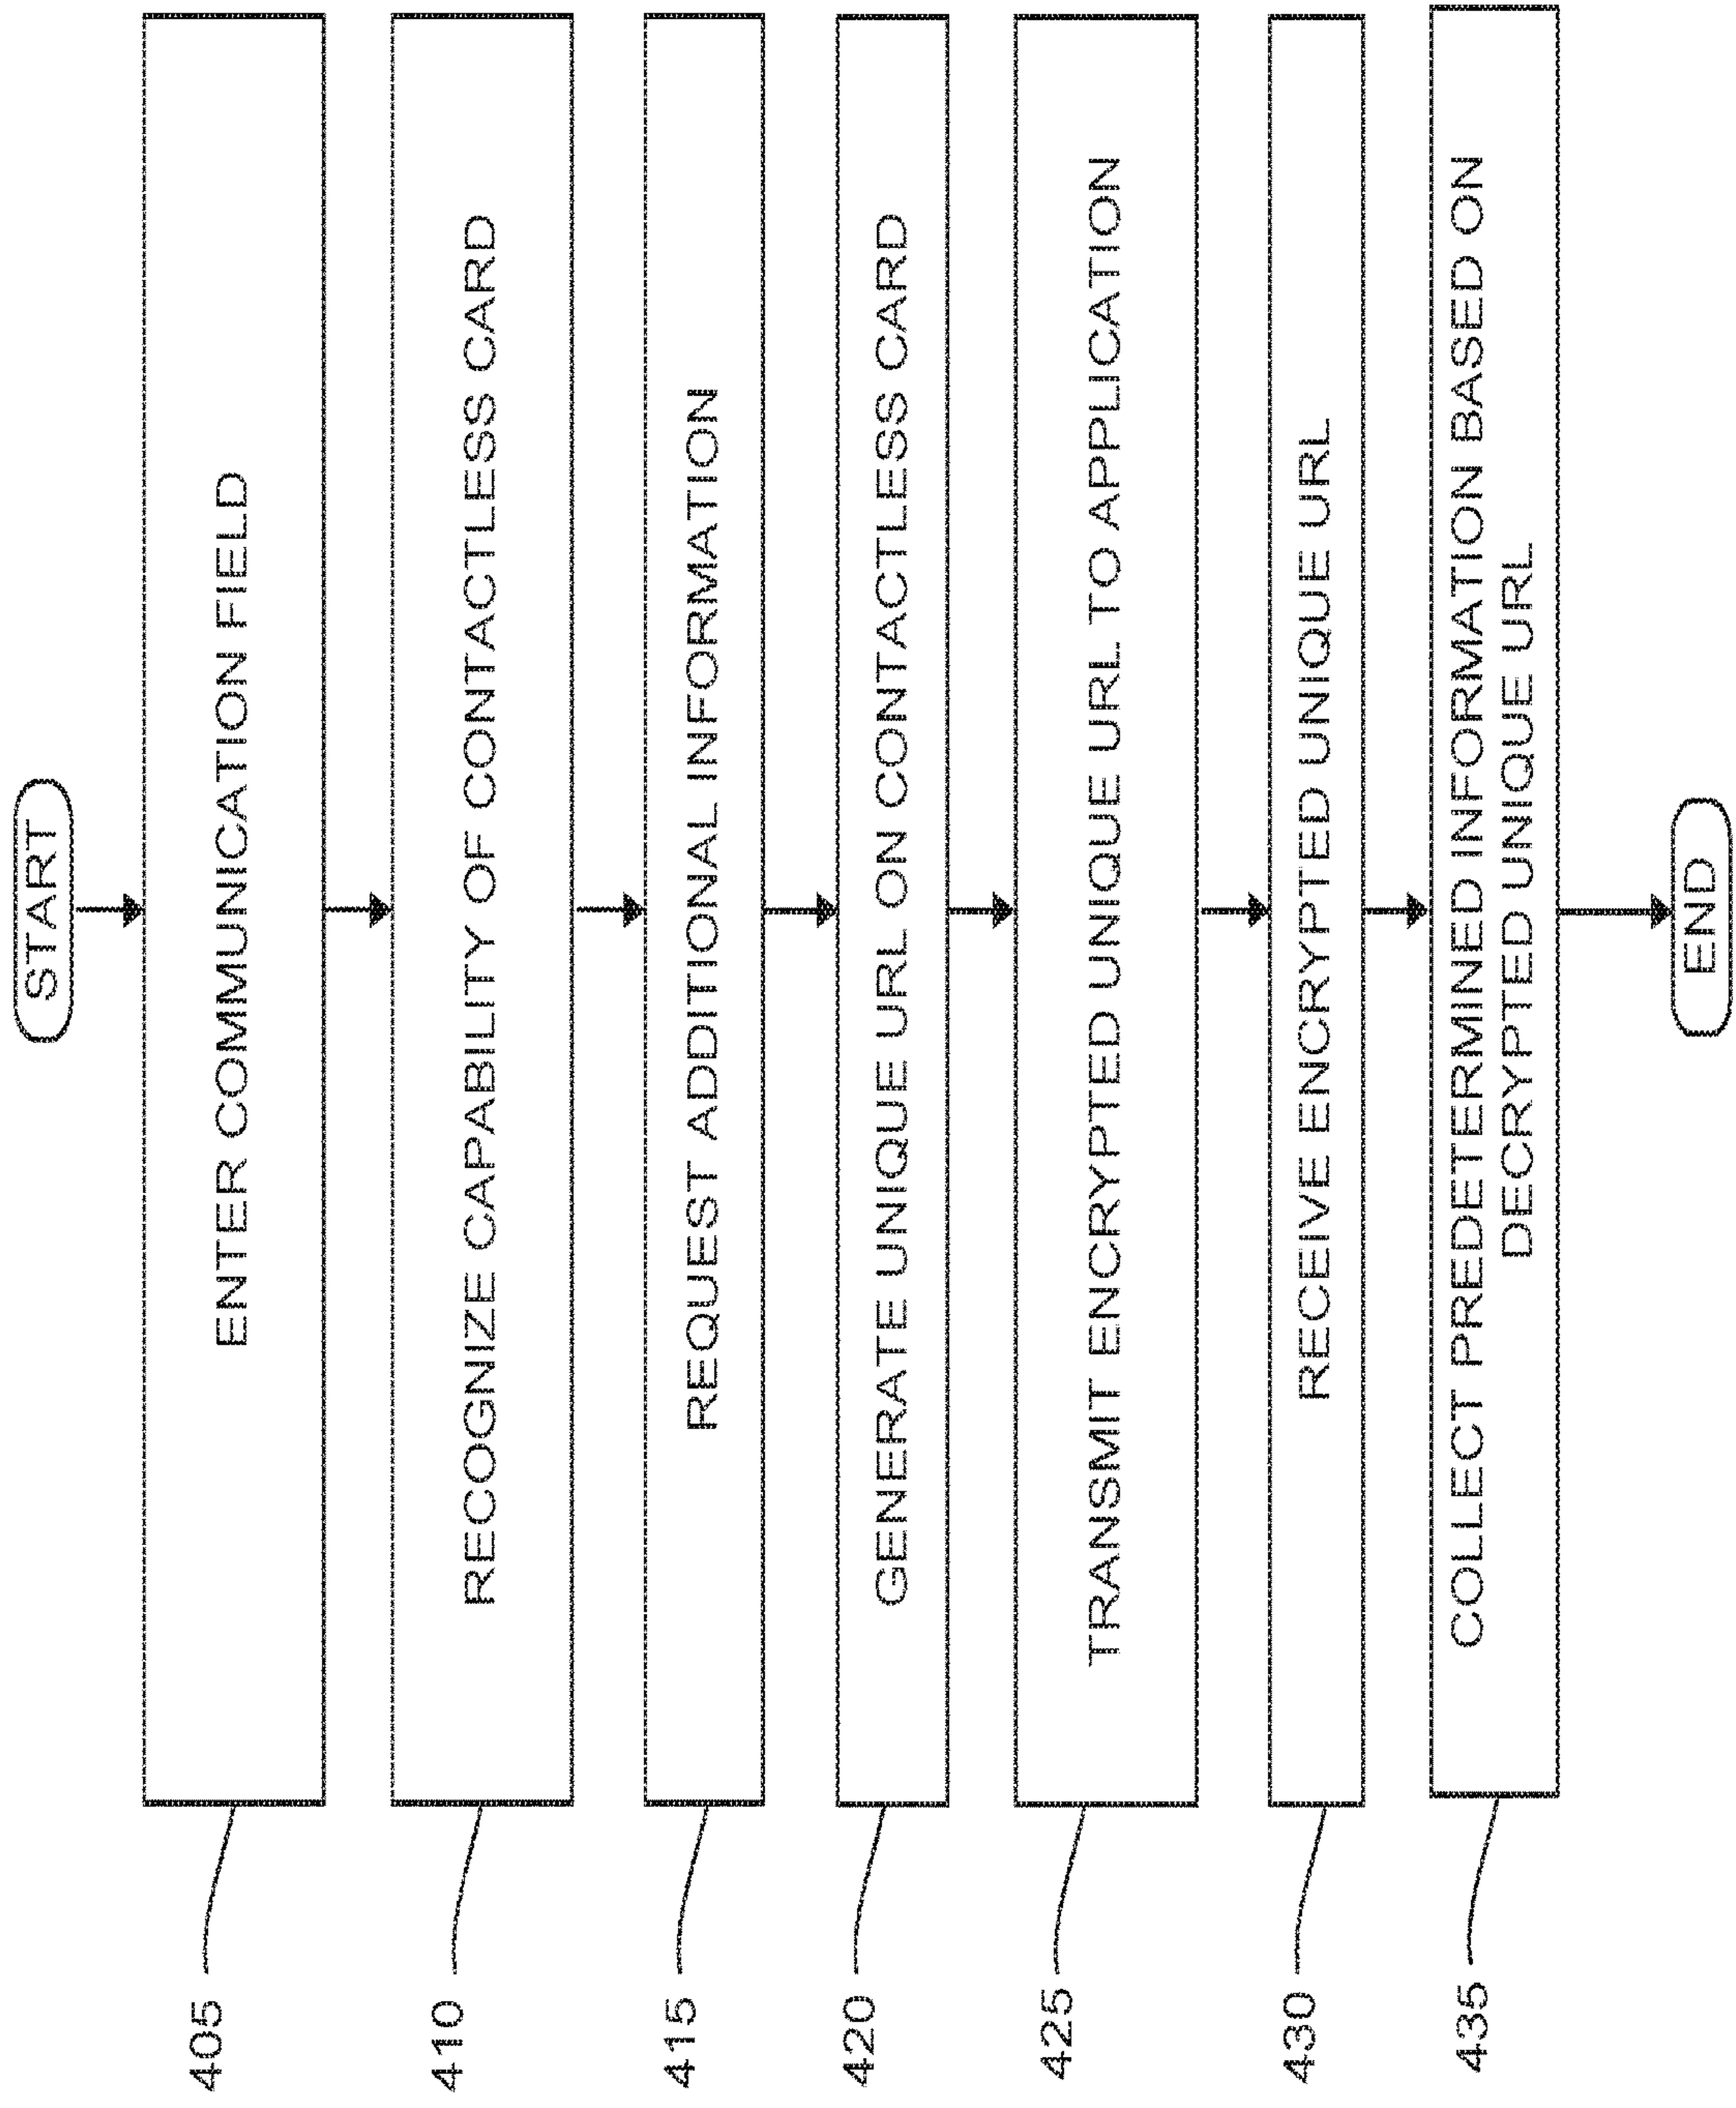 START
405
ENTER COMMUNICATION FIELD
410
RECOGNIZE CAPABILITY OF CONTACTLESS CARD
415
REQUEST ADDITIONAL INFORMATION
420
GENERATE UNIQUE URL ON CONTACTLESS CARD
425
TRANSMIT ENCRYPTED UNIQUE URL TO APPLICATION
430
RECEIVE ENCRYPTED UNIQUE URL
435
COLLECT PREDETERMINED INFORMATION BASED ON
DECRYPTED UNIQUE URL
END